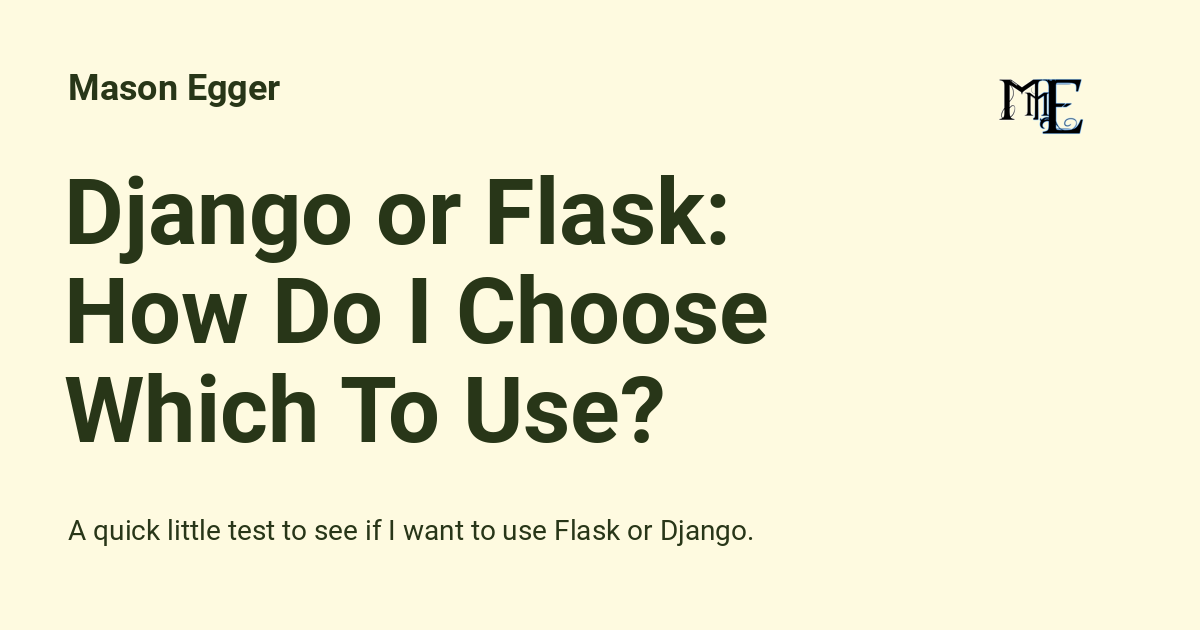 Mason Egger
MmE
Django or Flask:
How Do I Choose
Which To Use?
A quick little test to see if I want to use Flask or Django.